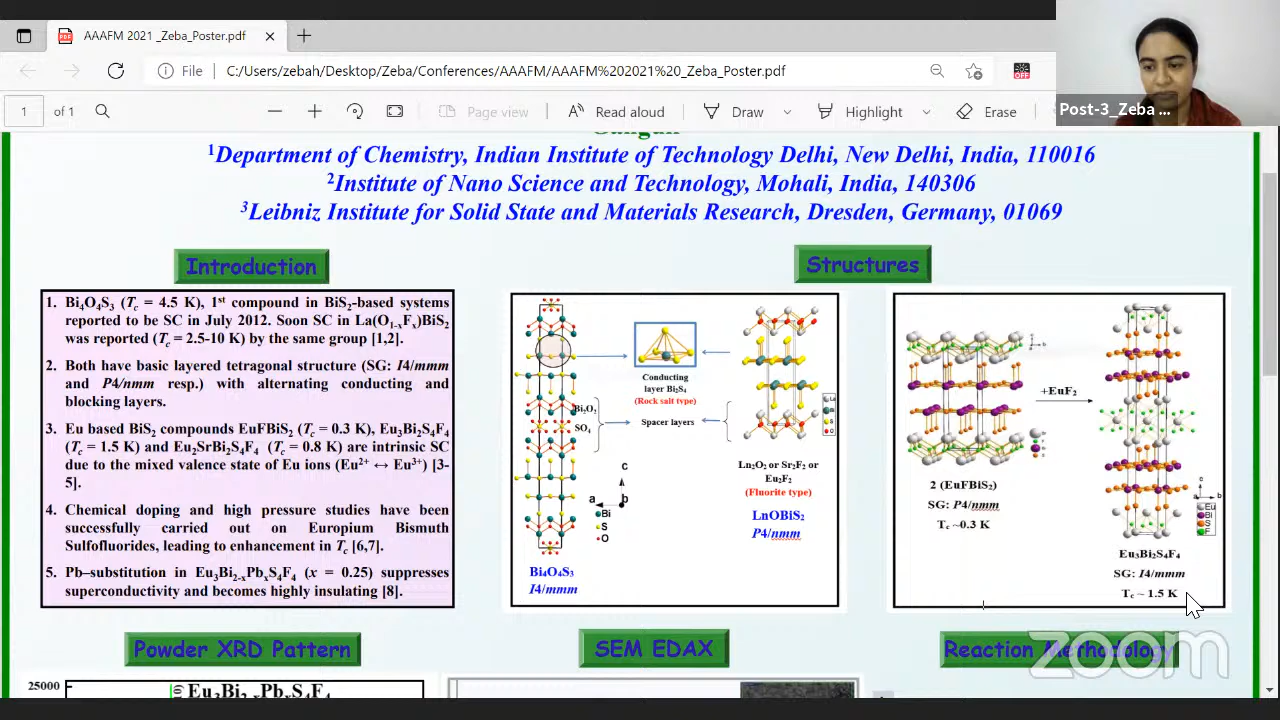 AAAFM 2021 _Zeba_Poster.pdf
File
C:/Users/zebah/Desktop/Zeba/Conferences/AAAFM/AAAFM%202021%20_Zeba_Poster.pdf
OFF
1 of 1
Page view
Read aloud
Draw
Highlight
Erase
Post-3_Zeba ...
¹Department of Chemistry, Indian Institute of Technology Delhi, New Delhi, India, 110016
²Institute of Nano Science and Technology, Mohali, India, 140306
³Leibniz Institute for Solid State and Materials Research, Dresden, Germany, 01069
Introduction
1. Bi₄O₄S₃ (Tc = 4.5 K), 1st compound in BiS₂-based systems
reported to be SC in July 2012. Soon SC in La(O₁₋ₓFₓ)BiS₂
was reported (Tc = 2.5-10 K) by the same group [1,2].
2. Both have basic layered tetragonal structure (SG: I4/mmm
and P4/nmm resp.) with alternating conducting and
blocking layers.
3. Eu based BiS₂ compounds EuFBiS₂ (Tc = 0.3 K), Eu₃Bi₂S₄F₄
(Tc = 1.5 K) and Eu₂SrBi₂S₄F₄ (Tc = 0.8 K) are intrinsic SC
due to the mixed valence state of Eu ions (Eu²⁺ ↔ Eu³⁺) [3-
5].
4. Chemical doping and high pressure studies have been
successfully carried out on Europium Bismuth
Sulfofluorides, leading to enhancement in Tc [6,7].
5. Pb–substitution in Eu₃Bi₂₋ₓPbₓS₄F₄ (x = 0.25) suppresses
superconductivity and becomes highly insulating [8].
Structures
Conducting
layer Bi₂S₄
(Rock salt type)
Bi₂O₂
SO₄
Spacer layers
c
a
b
Bi
S
O
Bi₄O₄S₃
I4/mmm
La
Bi
S
O
Ln₂O₂ or Sr₂F₂ or
Eu₂F₂
(Fluorite type)
LnOBiS₂
P4/nmm
+EuF₂
2 (EuFBiS₂)
SG: P4/nmm
Tc ~0.3 K
c
a
b
Eu
Bi
S
F
Eu₃Bi₂S₄F₄
SG: I4/mmm
Tc ~ 1.5 K
Powder XRD Pattern
SEM EDAX
Reaction Methodology
25000
Eu₃Bi₂₋ₓPbₓS₄F₄
zoom